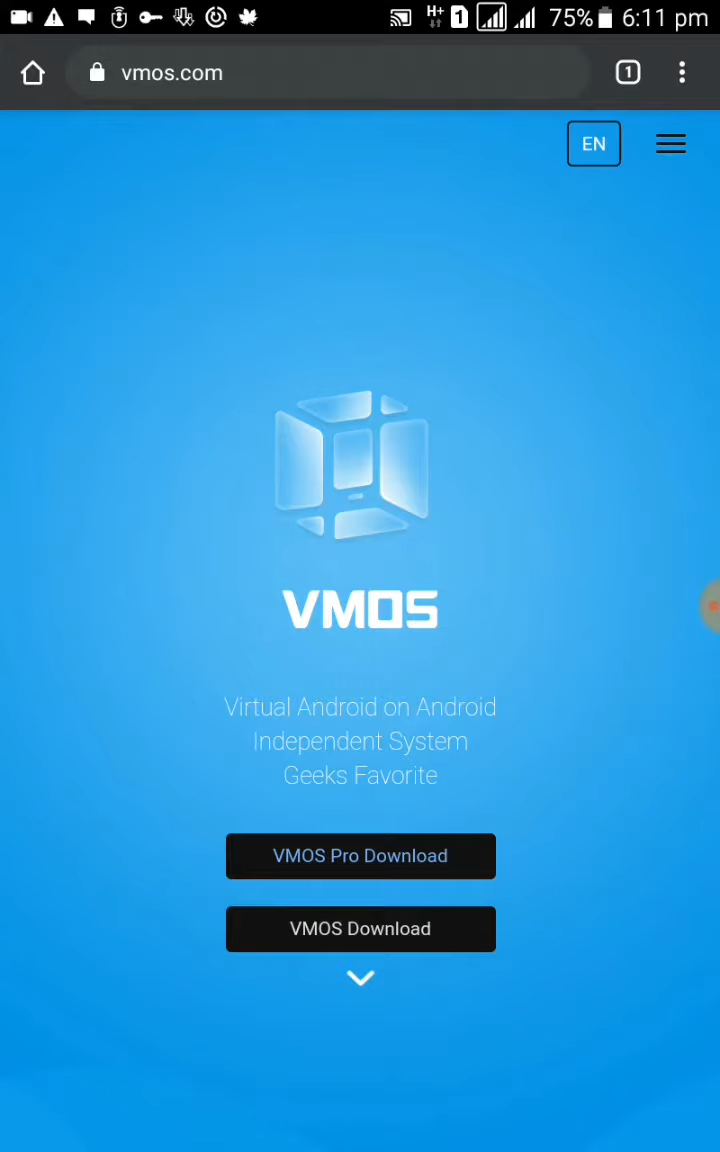 H+ 1 75% 6:11 pm
vmos.com 1
EN
VMOS
Virtual Android on Android
Independent System
Geeks Favorite
VMOS Pro Download
VMOS Download